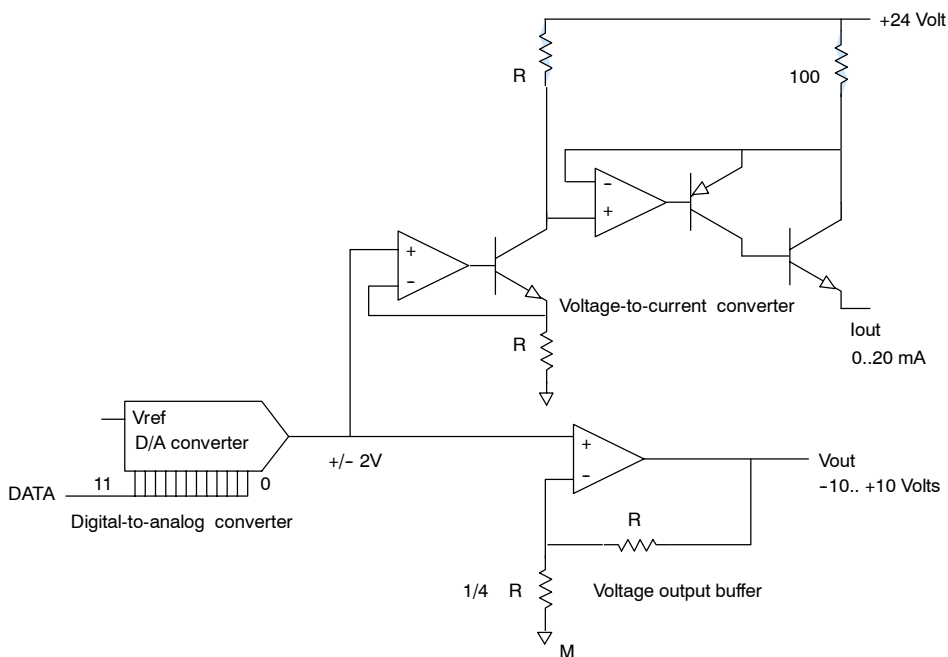 +24 Volt
R
100
-
+
+
-
Voltage-to-current converter
R
Iout
0..20 mA
Vref
D/A converter
+
+/- 2V
-
Vout
-10.. +10 Volts
11
0
DATA
Digital-to-analog converter
R
1/4 R
Voltage output buffer
M